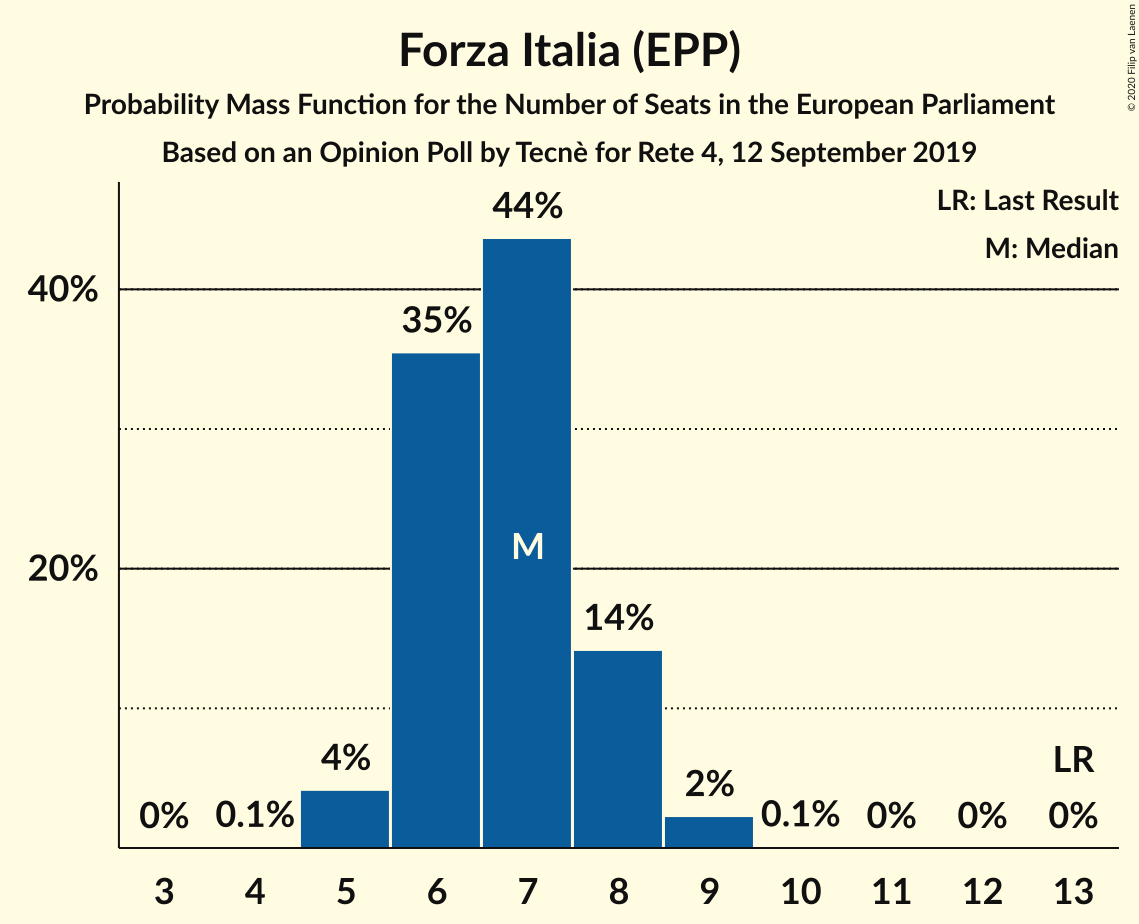 Forza Italia (EPP)
Probability Mass Function for the Number of Seats in the European Parliament
Based on an Opinion Poll by Tecnè for Rete 4, 12 September 2019
© 2020 Filip van Laenen
LR: Last Result
M: Median
40%
20%
0%
0.1%
4%
35%
44%
M
14%
2%
0.1%
0%
0%
LR
0%
3 4 5 6 7 8 9 10 11 12 13